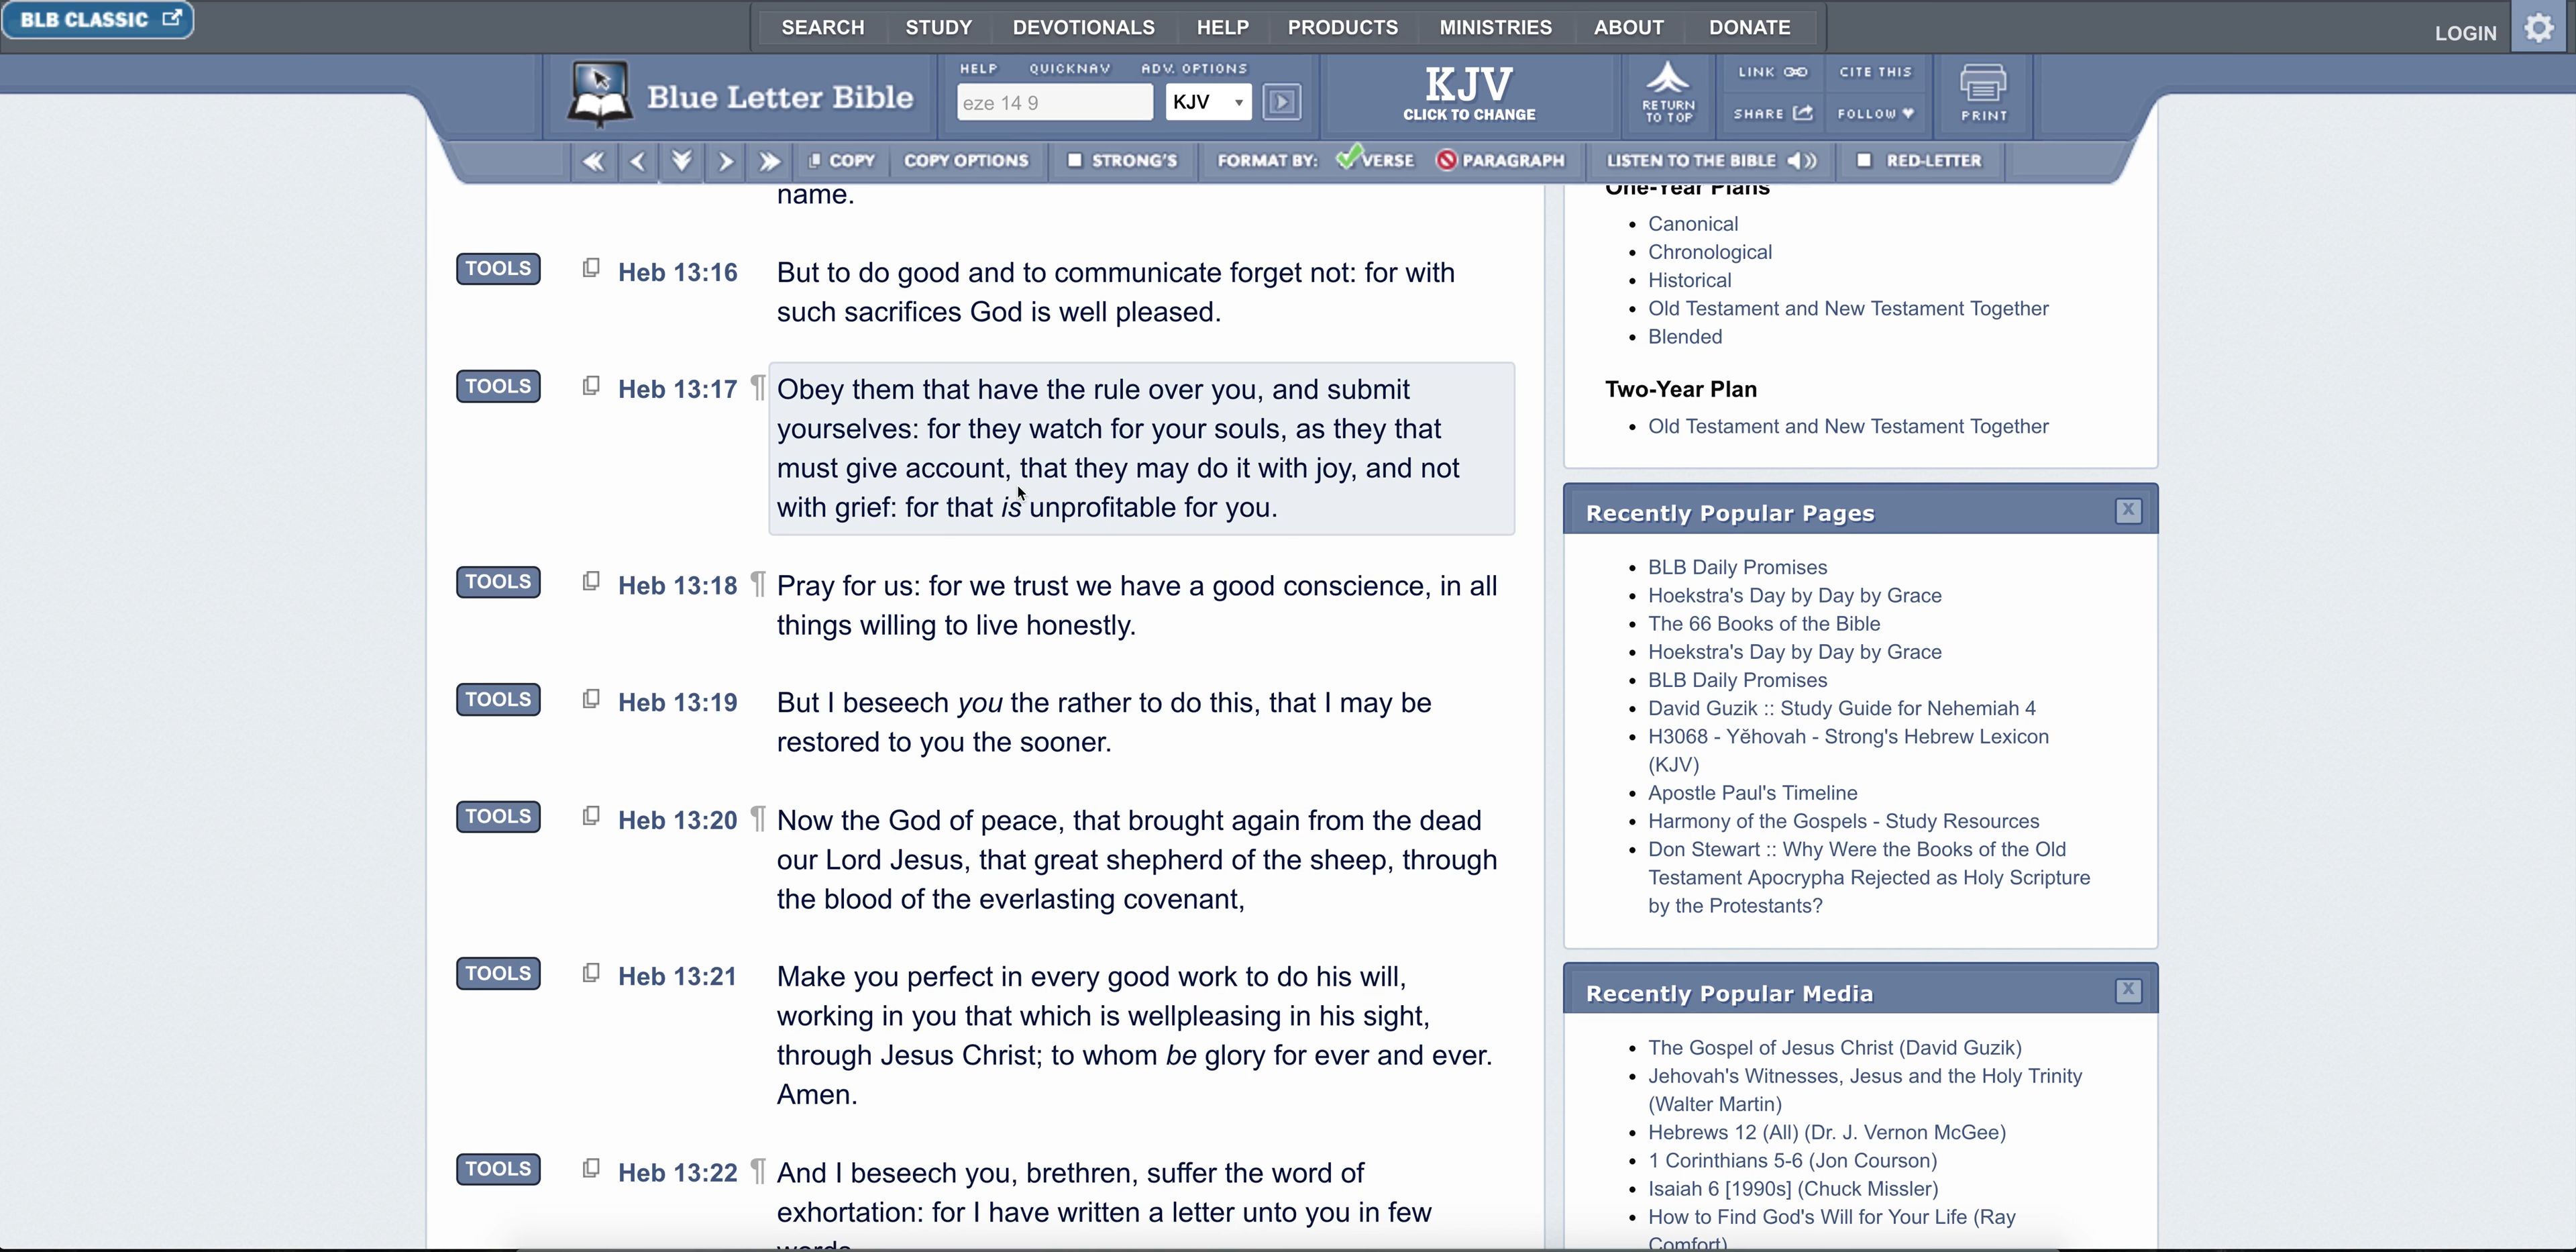 BLB CLASSIC
SEARCH STUDY DEVOTIONALS HELP PRODUCTS MINISTRIES ABOUT DONATE
LOGIN
Blue Letter Bible
HELP QUICKNAV ADV. OPTIONS
eze 14 9 KJV
KJV
CLICK TO CHANGE
RETURN
TO TOP
LINK CITE THIS
SHARE FOLLOW
PRINT
COPY COPY OPTIONS STRONG'S FORMAT BY: VERSE PARAGRAPH LISTEN TO THE BIBLE RED-LETTER
name.
TOOLS Heb 13:16 But to do good and to communicate forget not: for with
such sacrifices God is well pleased.
TOOLS Heb 13:17 ¶ Obey them that have the rule over you, and submit
yourselves: for they watch for your souls, as they that
must give account, that they may do it with joy, and not
with grief: for that is unprofitable for you.
TOOLS Heb 13:18 ¶ Pray for us: for we trust we have a good conscience, in all
things willing to live honestly.
TOOLS Heb 13:19 But I beseech you the rather to do this, that I may be
restored to you the sooner.
TOOLS Heb 13:20 ¶ Now the God of peace, that brought again from the dead
our Lord Jesus, that great shepherd of the sheep, through
the blood of the everlasting covenant,
TOOLS Heb 13:21 Make you perfect in every good work to do his will,
working in you that which is wellpleasing in his sight,
through Jesus Christ; to whom be glory for ever and ever.
Amen.
TOOLS Heb 13:22 ¶ And I beseech you, brethren, suffer the word of
exhortation: for I have written a letter unto you in few
words.
One-Year Plans
Canonical
Chronological
Historical
Old Testament and New Testament Together
Blended
Two-Year Plan
Old Testament and New Testament Together
Recently Popular Pages X
BLB Daily Promises
Hoekstra's Day by Day by Grace
The 66 Books of the Bible
Hoekstra's Day by Day by Grace
BLB Daily Promises
David Guzik :: Study Guide for Nehemiah 4
H3068 - Yĕhovah - Strong's Hebrew Lexicon
(KJV)
Apostle Paul's Timeline
Harmony of the Gospels - Study Resources
Don Stewart :: Why Were the Books of the Old
Testament Apocrypha Rejected as Holy Scripture
by the Protestants?
Recently Popular Media X
The Gospel of Jesus Christ (David Guzik)
Jehovah's Witnesses, Jesus and the Holy Trinity
(Walter Martin)
Hebrews 12 (All) (Dr. J. Vernon McGee)
1 Corinthians 5-6 (Jon Courson)
Isaiah 6 [1990s] (Chuck Missler)
How to Find God's Will for Your Life (Ray
Comfort)